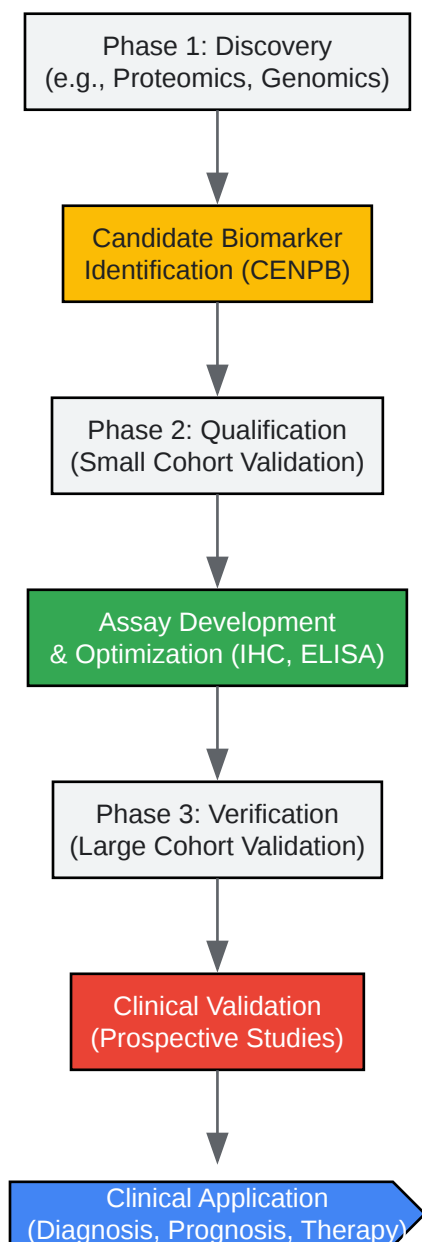 Phase 1: Discovery
(e.g., Proteomics, Genomics)
Candidate Biomarker
Identification (CENPB)
Phase 2: Qualification
(Small Cohort Validation)
Assay Development
& Optimization (IHC, ELISA)
Phase 3: Verification
(Large Cohort Validation)
Clinical Validation
(Prospective Studies)
Clinical Application
(Diagnosis, Prognosis, Therapy)